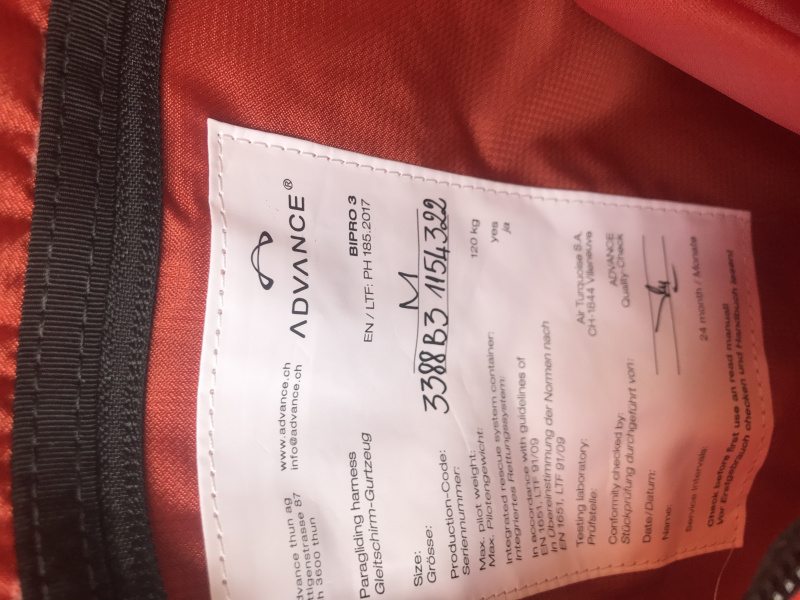 ADVANCE®
advance thun ag
ttigenstrasse 87
h 3600 thun
www.advance.ch
info@advance.ch
Paragliding harness
Gleitschirm-Gurtzeug
BIPRO 3
EN / LTF: PH 185.2017
Size:
Grösse:
M
Production-Code:
Seriennummer:
3388 B3 1154322
Max. pilot weight:
Max. Pilotengewicht:
120 kg
Integrated rescue system container:
Integriertes Rettungssystem:
yes
ja
In accordance with guidelines of
EN 1651, LTF 91/09
In Übereinstimmung der Normen nach
EN 1651, LTF 91/09
Testing laboratory:
Prüfstelle:
Air Turquoise S.A.
CH-1844 Villeneuve
Conformity checked by:
Stückprüfung durchgeführt von:
ADVANCE
Quality-Check
Date/Datum:
Name:
Service Intervals:
24 month / Monate
Check before first use an read manual!
Vor Erstgebrauch checken und Handbuch lesen!